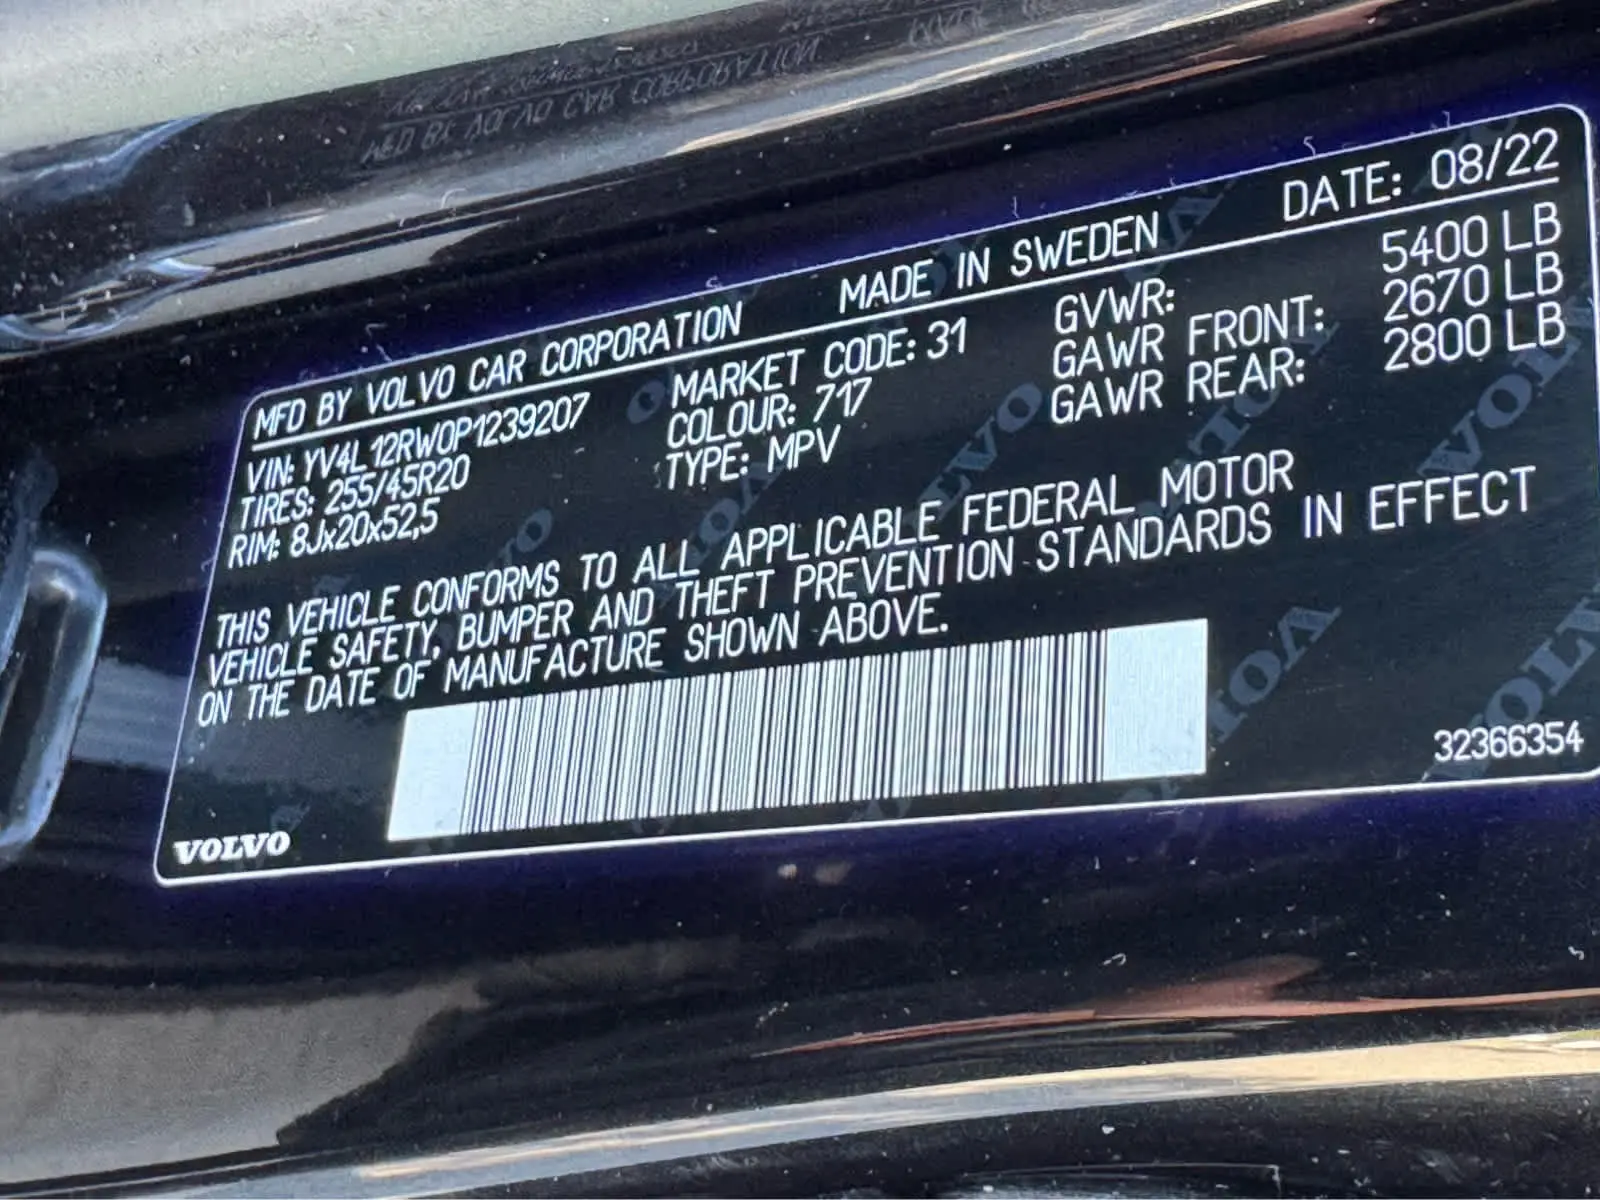 MFD BY VOLVO CAR CORPORATION MADE IN SWEDEN DATE: 08/22
VIN: YV4L12RW0P1239207 MARKET CODE: 31 GVWR: 5400 LB
TIRES: 255/45R20 COLOUR: 717 GAWR FRONT: 2670 LB
RIM: 8Jx20x52,5 TYPE: MPV GAWR REAR: 2800 LB
THIS VEHICLE CONFORMS TO ALL APPLICABLE FEDERAL MOTOR
VEHICLE SAFETY, BUMPER AND THEFT PREVENTION STANDARDS IN EFFECT
ON THE DATE OF MANUFACTURE SHOWN ABOVE.
32366354
VOLVO